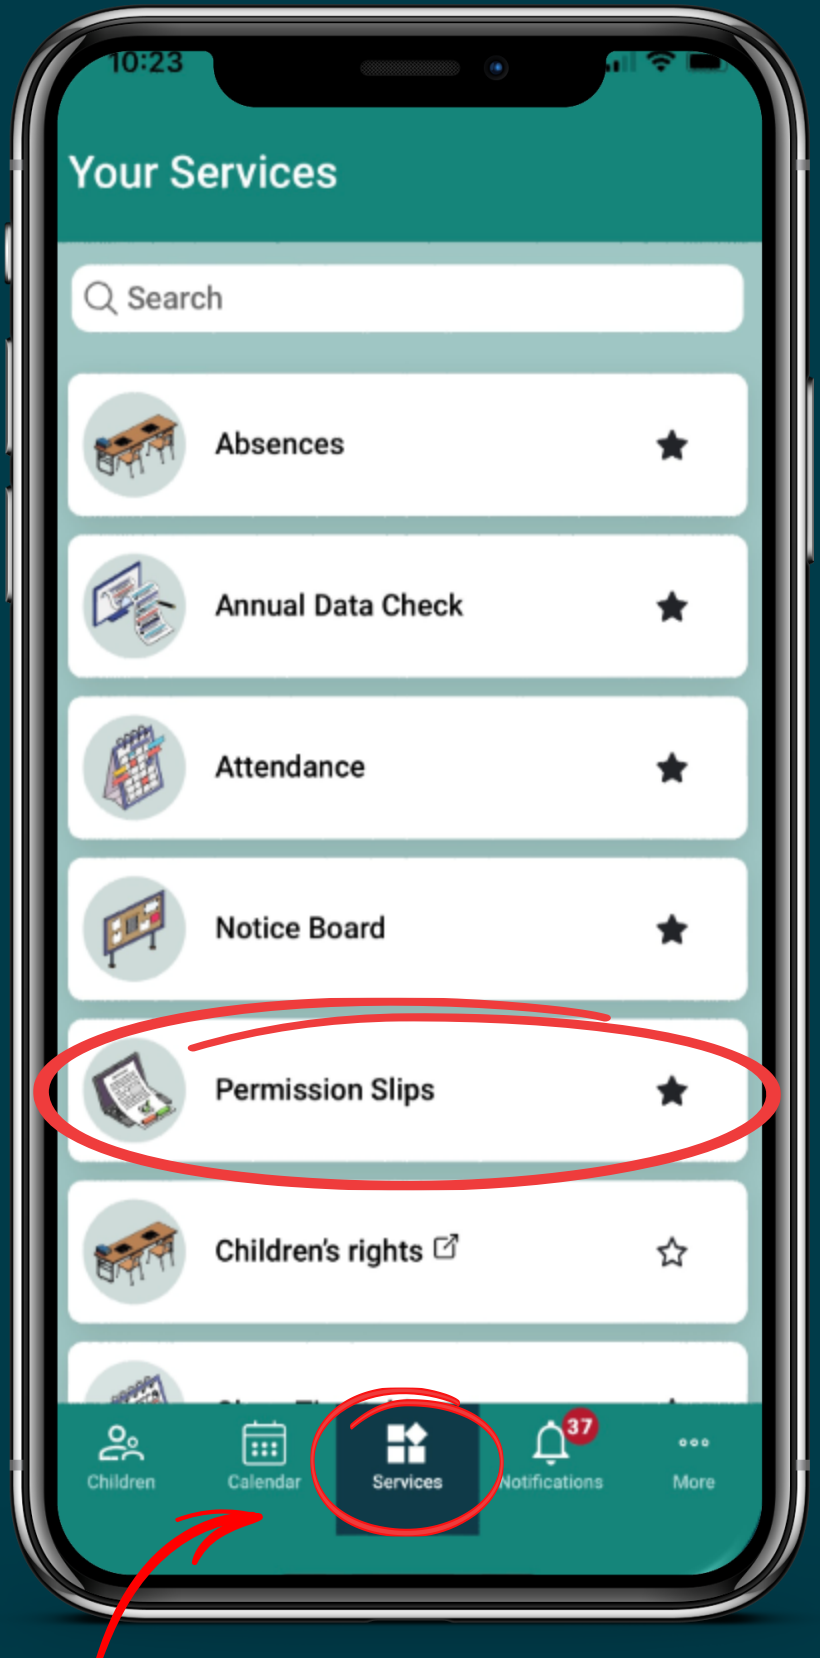 10:23
Your Services
Search
Absences
Annual Data Check
Attendance
Notice Board
Permission Slips
Children's rights
37
Children
Calendar
Services
Notifications
More